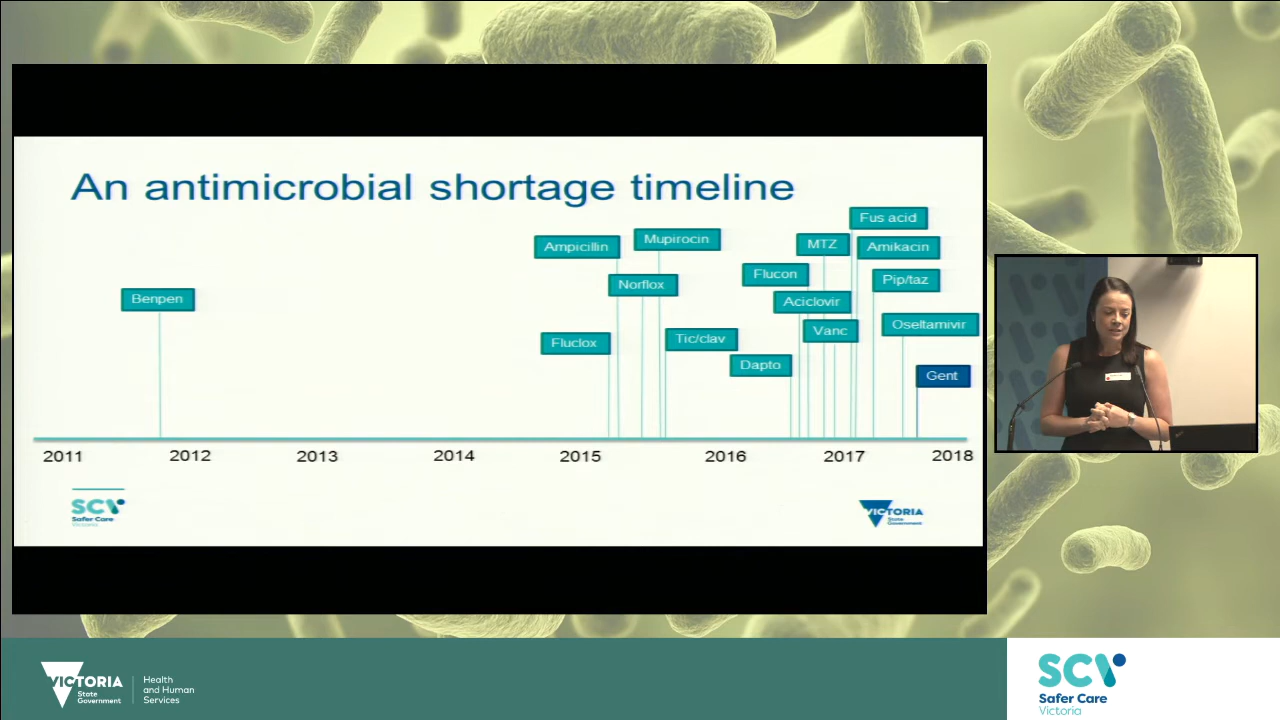 An antimicrobial shortage timeline
Fus acid
Mupirocin
Ampicillin
MTZ
Amikacin
Flucon
Pip/taz
Norflox
Benpen
Aciclovir
Oseltamivir
Vanc
Tic/clav
Fluclox
Dapto
Gent
2011
2012
2013
2014
2015
2016
2017
2018
SCV
Safer Care
Victoria
VICTORIA
State
Government
VICTORIA
State
Government
Health
and Human
Services
SCV
Safer Care
Victoria